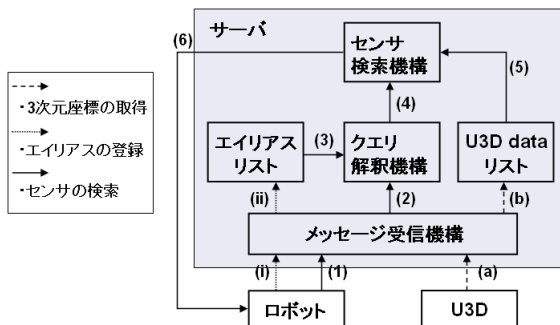 サーバ
(6)
センサ
検索機構
(5)
・3次元座標の取得
・エイリアスの登録
・センサの検索
(4)
エイリアス
リスト
(3)
クエリ
解釈機構
U3D data
リスト
(ii)
(2)
(b)
メッセージ受信機構
(i)
(1)
(a)
ロボット
U3D